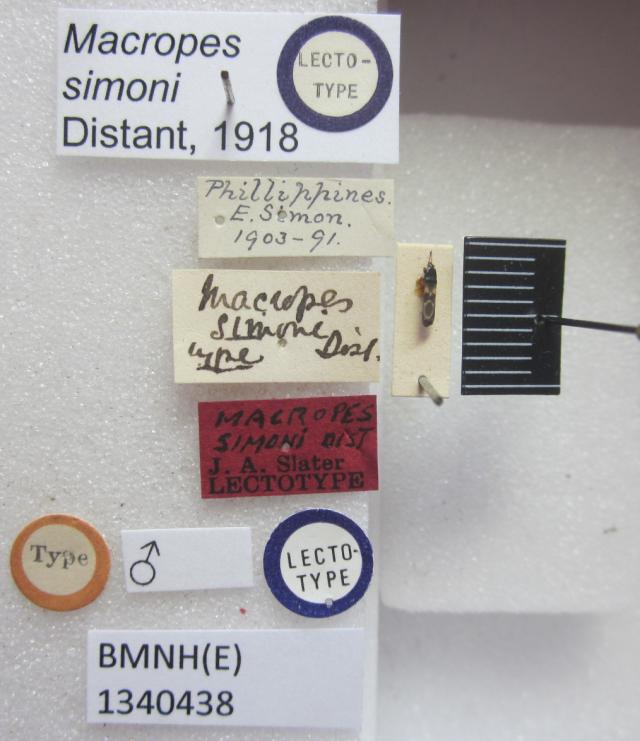 Macropes
simoni
Distant, 1918
LECTO-
TYPE
Phillippines.
E. Simon.
1903-91.
Macropes
simoni
type Dist.
MACROPES
SIMONI DIST
J. A. Slater
LECTOTYPE
Type
♂
LECTO-
TYPE
BMNH(E)
1340438